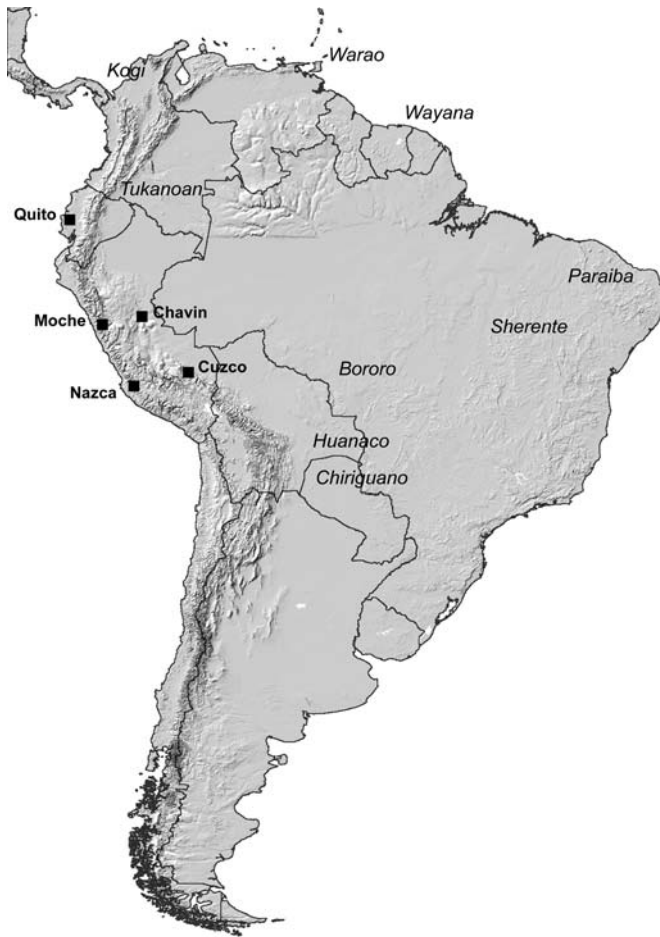 Warao
Kogi
Wayana
Tukanoan
Quito
Paraiba
Chavin
Moche
Sherente
Cuzco
Bororo
Nazca
Huanaco
Chiriguano